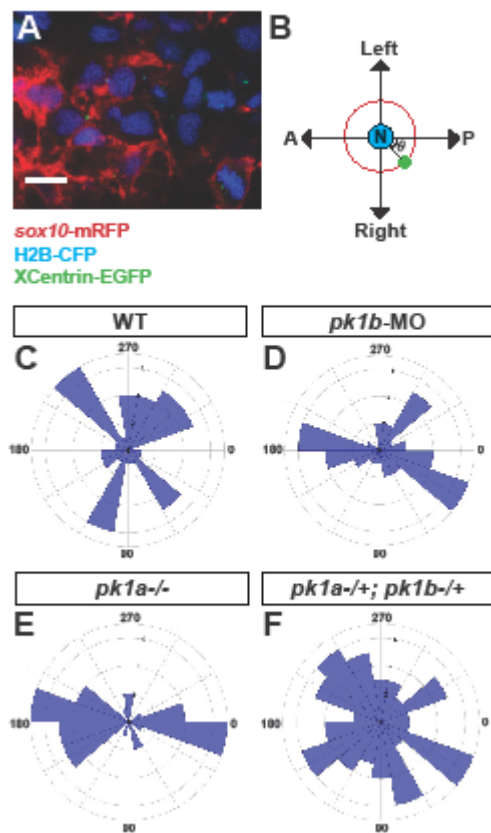 A
B
Left
A
N
θ
P
Right
sox10-mRFP
H2B-CFP
XCentrin-EGFP
WT
pk1b-MO
C
270
180
0
90
D
270
180
0
90
pk1a-/-
pk1a-/+; pk1b-/+
E
270
180
0
90
F
270
180
0
90